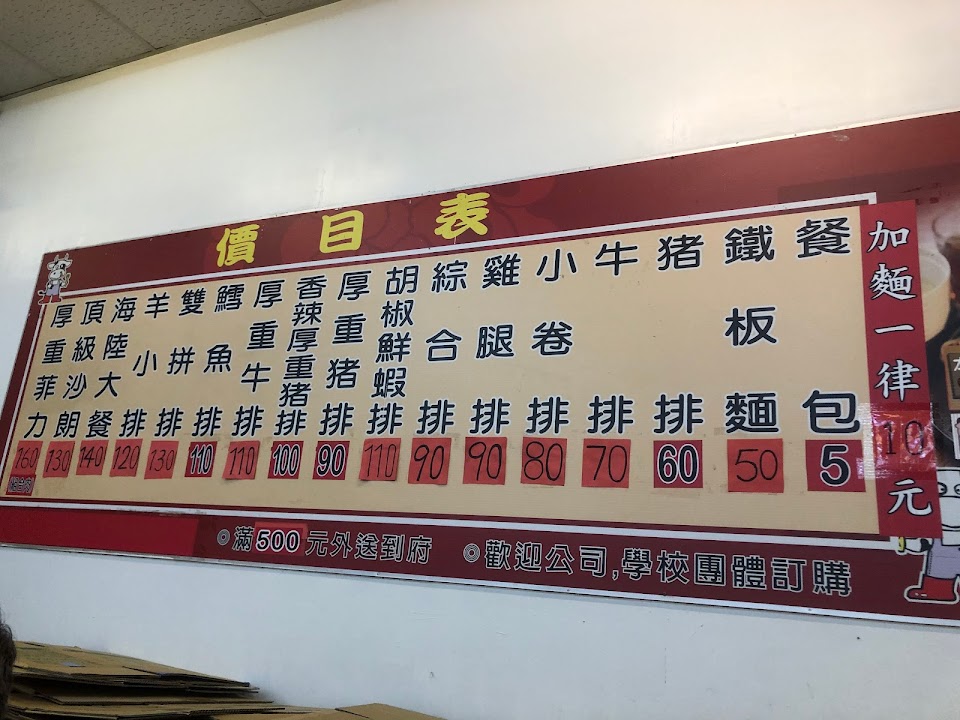 價目表
餐包 5
鐵板麵 50
猪排 60
牛排 70
小卷排 80
雞腿排 90
綜合排 90
胡椒鮮蝦排 110
厚重猪排 90
香辣厚重猪排 100
厚重牛排 110
鱈魚排 110
雙拼排 130
羊小排 120
海陸大餐 140
頂級沙朗 130
厚重菲力 160
加麵一律10元
◎滿500元外送到府 ◎歡迎公司,學校團體訂購